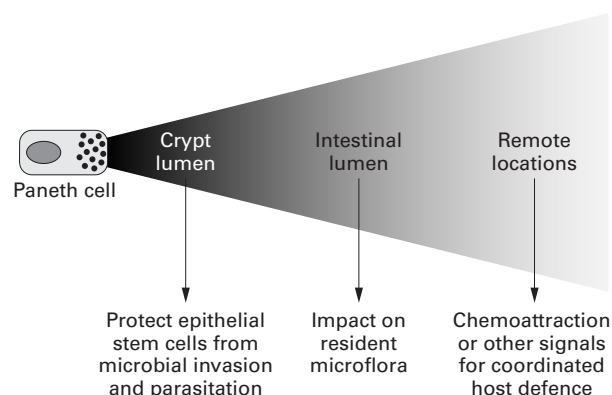 Crypt
lumen
Intestinal
lumen
Remote
locations
Paneth cell
Protect epithelial
stem cells from
microbial invasion
and parasitation
Impact on
resident
microflora
Chemoattraction
or other signals
for coordinated
host defence